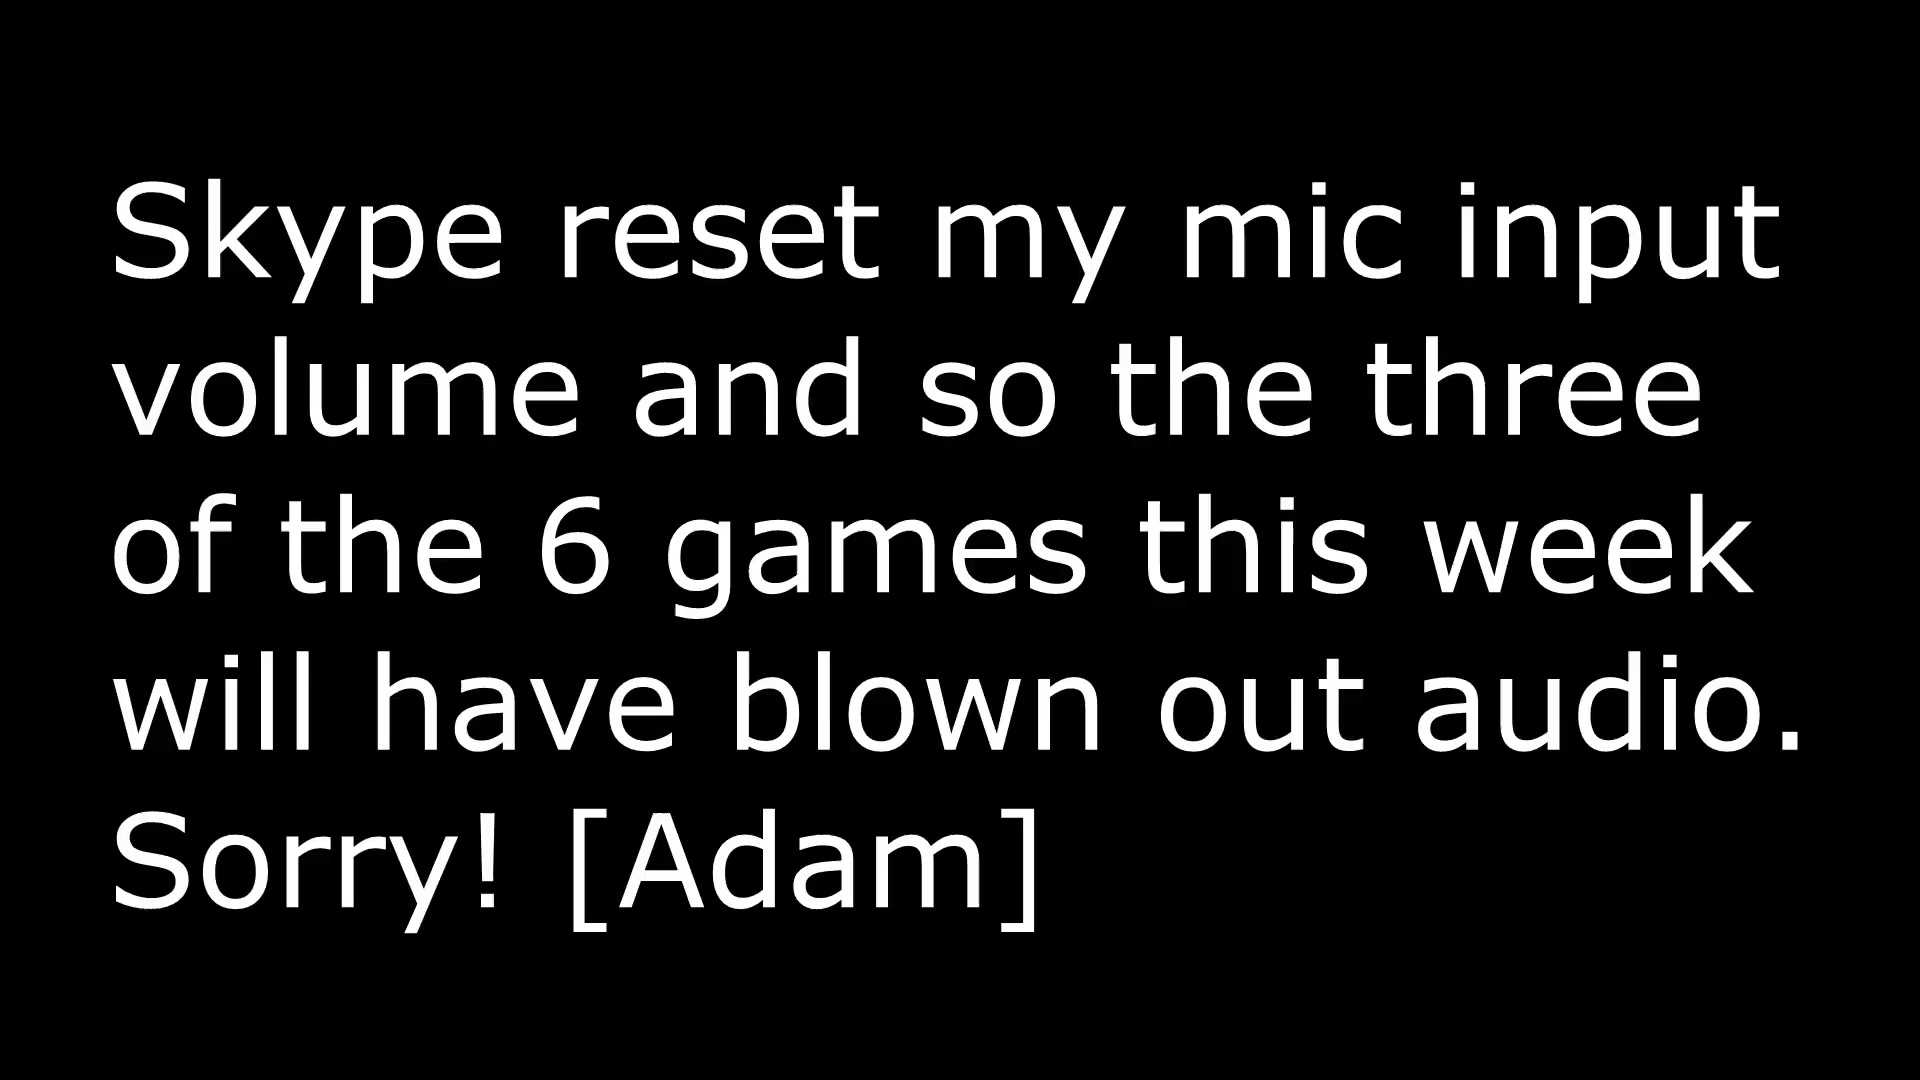 Skype reset my mic input
volume and so the three
of the 6 games this week
will have blown out audio.
Sorry! [Adam]